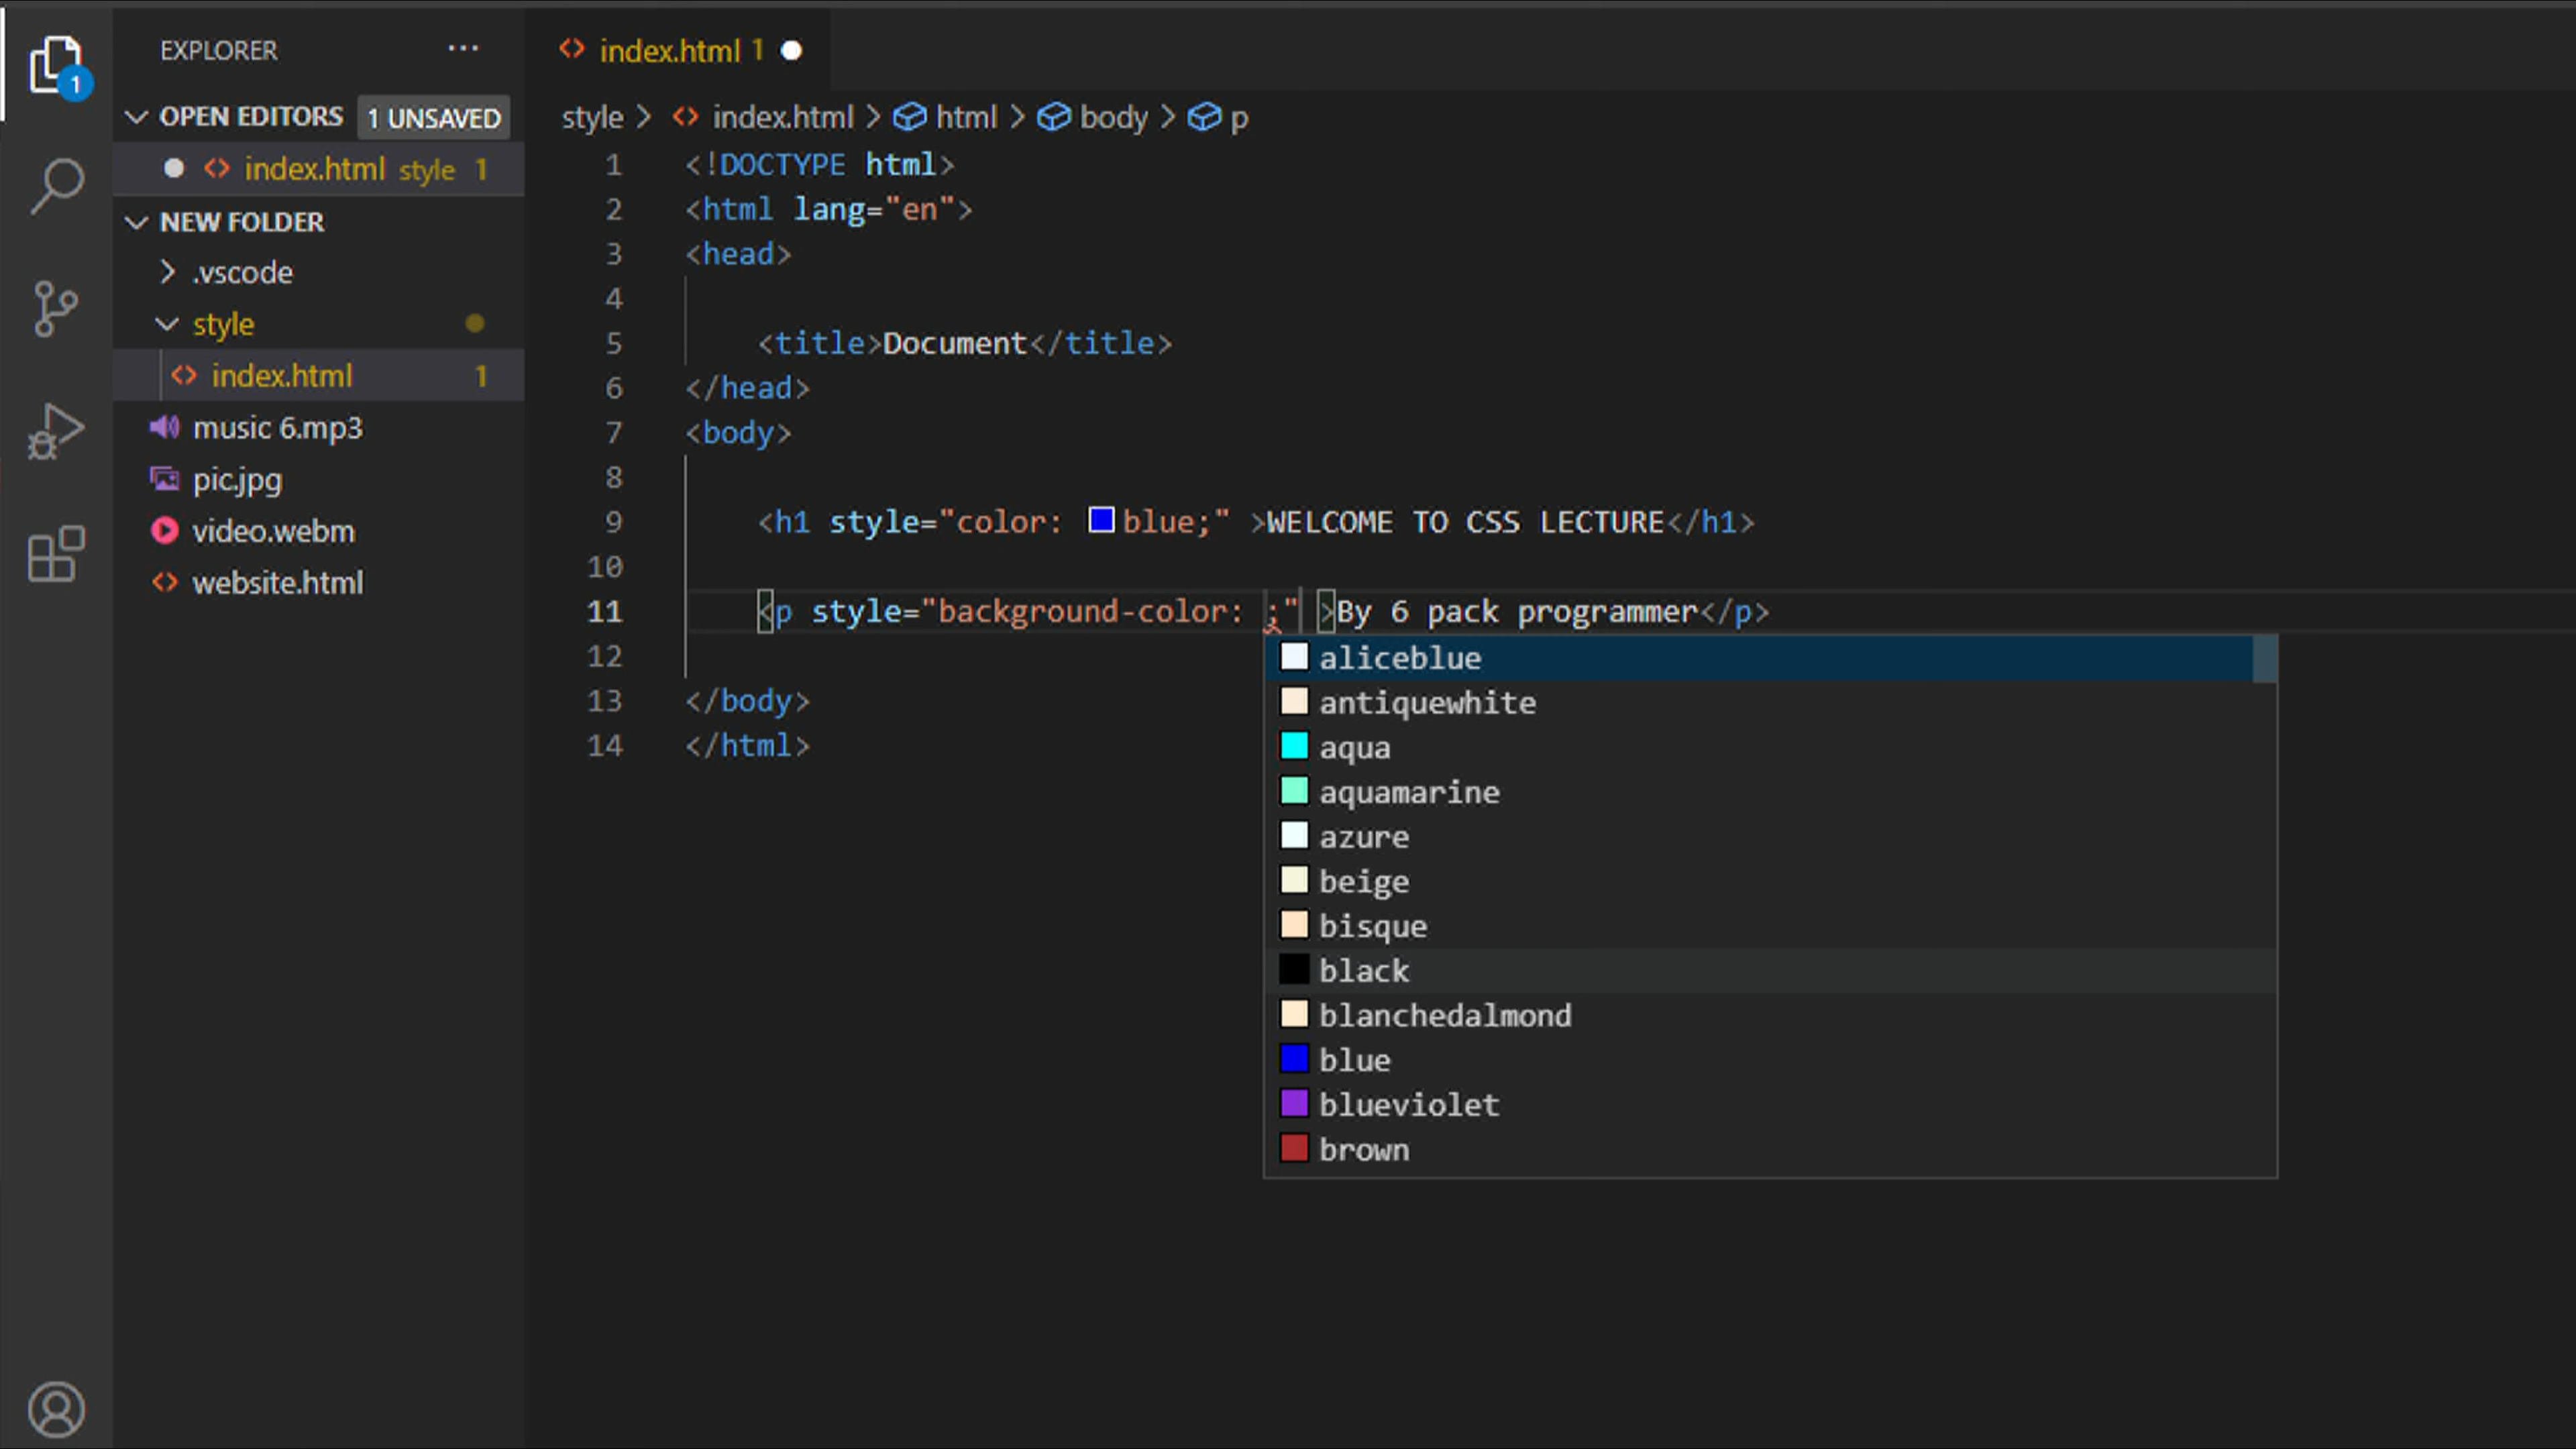 EXPLORER ···
OPEN EDITORS 1 UNSAVED
index.html style 1
NEW FOLDER
.vscode
style
index.html 1
music 6.mp3
pic.jpg
video.webm
website.html
1
index.html 1
style > index.html > html > body > p
1 <!DOCTYPE html>
2 <html lang="en">
3 <head>
4
5 <title>Document</title>
6 </head>
7 <body>
8
9 <h1 style="color: blue;" >WELCOME TO CSS LECTURE</h1>
10
11 <p style="background-color: ;" >By 6 pack programmer</p>
12
13 </body>
14 </html>
aliceblue
antiquewhite
aqua
aquamarine
azure
beige
bisque
black
blanchedalmond
blue
blueviolet
brown